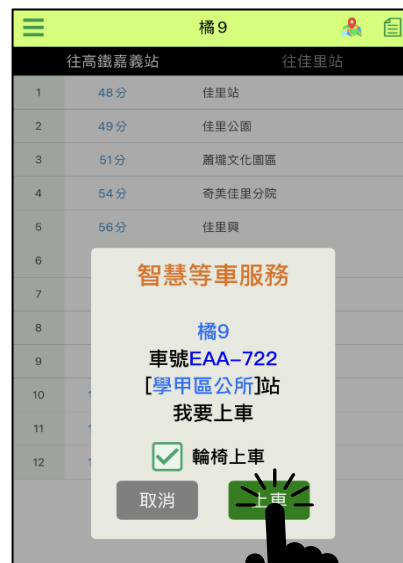 橘9
往高鐵嘉義站 往佳里站
1 48分 佳里站
2 49分 佳里公園
3 51分 蕭壠文化園區
4 54分 奇美佳里分院
5 56分 佳里興
6
7
8
9
10 1
11 1
12 1
智慧等車服務
橘9
車號EAA-722
[學甲區公所]站
我要上車
輪椅上車
取消 上車